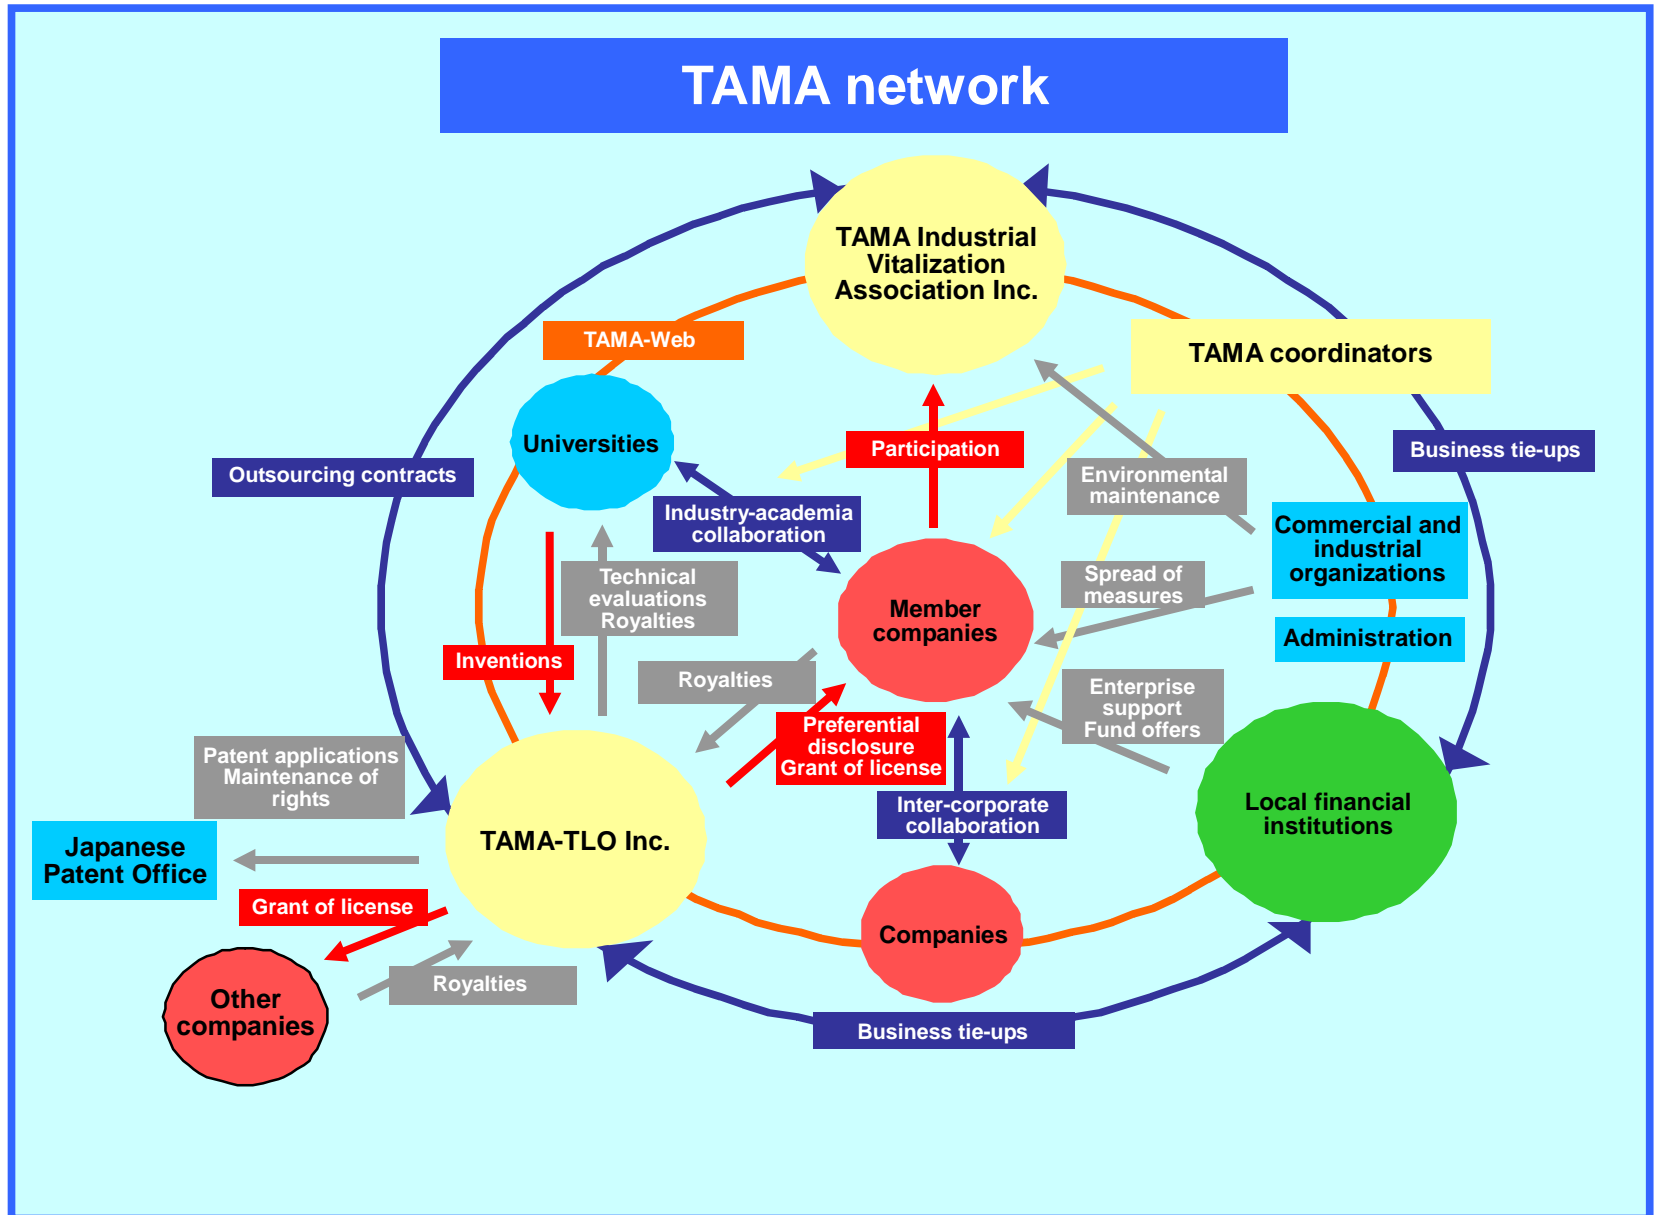 TAMA network
TAMA Industrial
Vitalization
Association Inc.
TAMA-Web
TAMA coordinators
Universities
Participation
Business tie-ups
Outsourcing contracts
Environmental
maintenance
Industry-academia
collaboration
Commercial and
industrial
organizations
Technical
evaluations
Royalties
Spread of
measures
Member
companies
Administration
Inventions
Royalties
Enterprise
support
Fund offers
Preferential
disclosure
Grant of license
Patent applications
Maintenance of
rights
Inter-corporate
collaboration
Local financial
institutions
TAMA-TLO Inc.
Japanese
Patent Office
Grant of license
Companies
Royalties
Other
companies
Business tie-ups